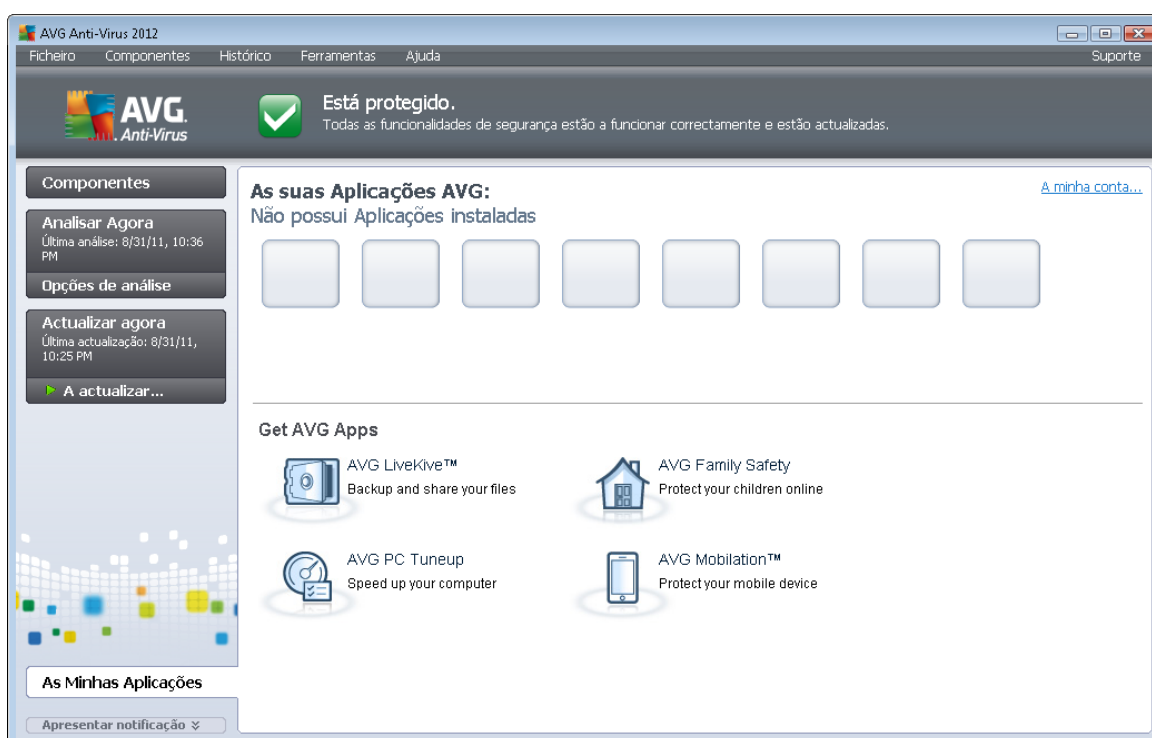 AVG Anti-Virus 2012
Ficheiro Componentes Histórico Ferramentas Ajuda Suporte
AVG.
Anti-Virus
Está protegido.
Todas as funcionalidades de segurança estão a funcionar correctamente e estão actualizadas.
Componentes
Analisar Agora
Última análise: 8/31/11, 10:36
PM
Opções de análise
Actualizar agora
Última actualização: 8/31/11,
10:25 PM
A actualizar...
As Minhas Aplicações
Apresentar notificação
As suas Aplicações AVG:
A minha conta...
Não possui Aplicações instaladas
Get AVG Apps
AVG LiveKive™
Backup and share your files
AVG Family Safety
Protect your children online
AVG PC Tuneup
Speed up your computer
AVG Mobilation™
Protect your mobile device